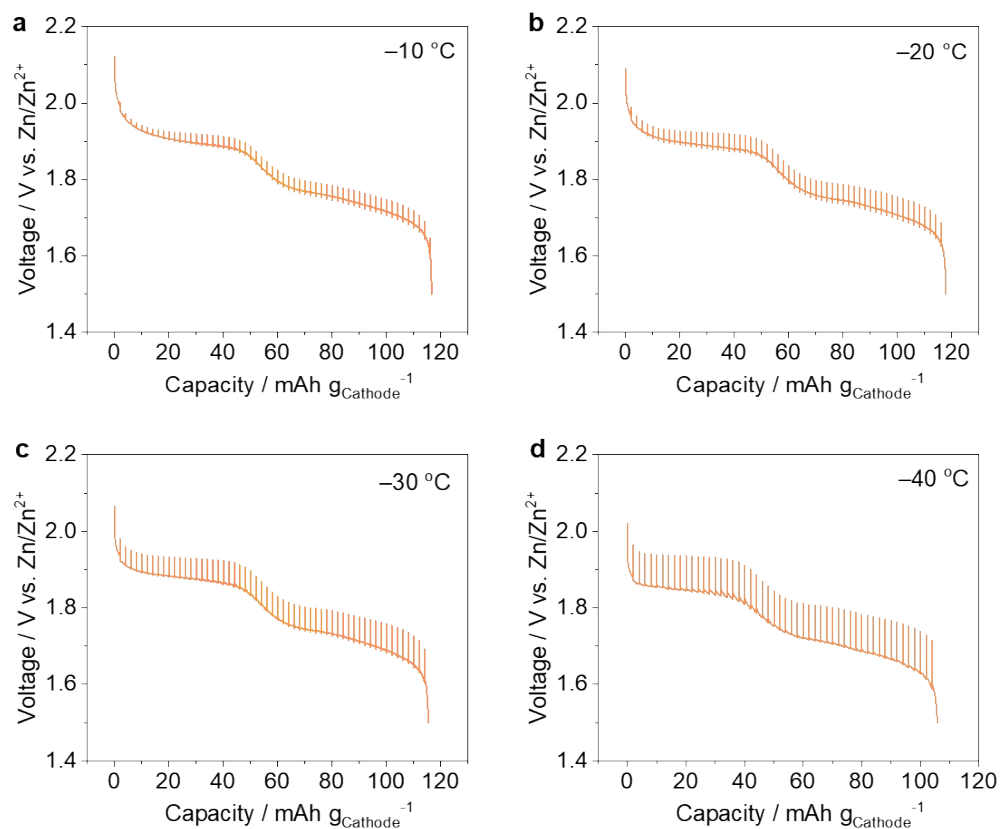 a
–10 °C
2.2
2.0
1.8
1.6
1.4
Voltage / V vs. Zn/Zn²⁺
0 20 40 60 80 100 120
Capacity / mAh g_Cathode⁻¹
b
–20 °C
2.2
2.0
1.8
1.6
1.4
Voltage / V vs. Zn/Zn²⁺
0 20 40 60 80 100 120
Capacity / mAh g_Cathode⁻¹
c
–30 °C
2.2
2.0
1.8
1.6
1.4
Voltage / V vs. Zn/Zn²⁺
0 20 40 60 80 100 120
Capacity / mAh g_Cathode⁻¹
d
–40 °C
2.2
2.0
1.8
1.6
1.4
Voltage / V vs. Zn/Zn²⁺
0 20 40 60 80 100 120
Capacity / mAh g_Cathode⁻¹